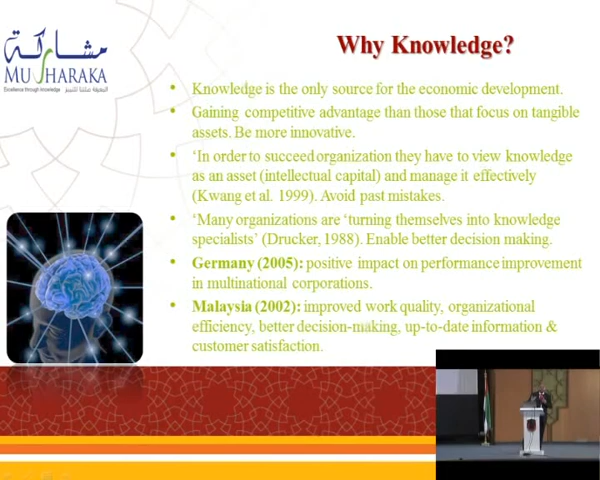 مشاركة
MUSHARAKA
Excellence through knowledge
المعرفة تصلنا للتميز
Why Knowledge?
• Knowledge is the only source for the economic development.
• Gaining competitive advantage than those that focus on tangible
assets. Be more innovative.
• ‘In order to succeed organization they have to view knowledge
as an asset (intellectual capital) and manage it effectively
(Kwang et al. 1999). Avoid past mistakes.
• ‘Many organizations are ‘turning themselves into knowledge
specialists’ (Drucker, 1988). Enable better decision making.
• Germany (2005): positive impact on performance improvement
in multinational corporations.
• Malaysia (2002): improved work quality, organizational
efficiency, better decision-making, up-to-date information &
customer satisfaction.